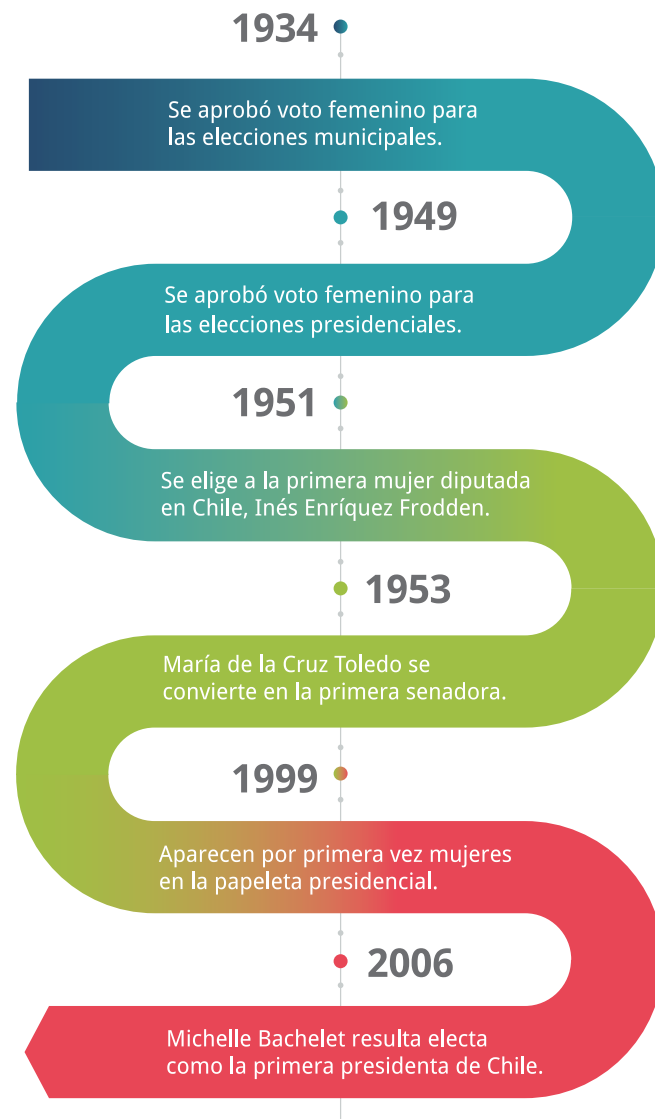 1934
Se aprobó voto femenino para
las elecciones municipales.
1949
Se aprobó voto femenino para
las elecciones presidenciales.
1951
Se elige a la primera mujer diputada
en Chile, Inés Enríquez Frodden.
1953
María de la Cruz Toledo se
convierte en la primera senadora.
1999
Aparecen por primera vez mujeres
en la papeleta presidencial.
2006
Michelle Bachelet resulta electa
como la primera presidenta de Chile.